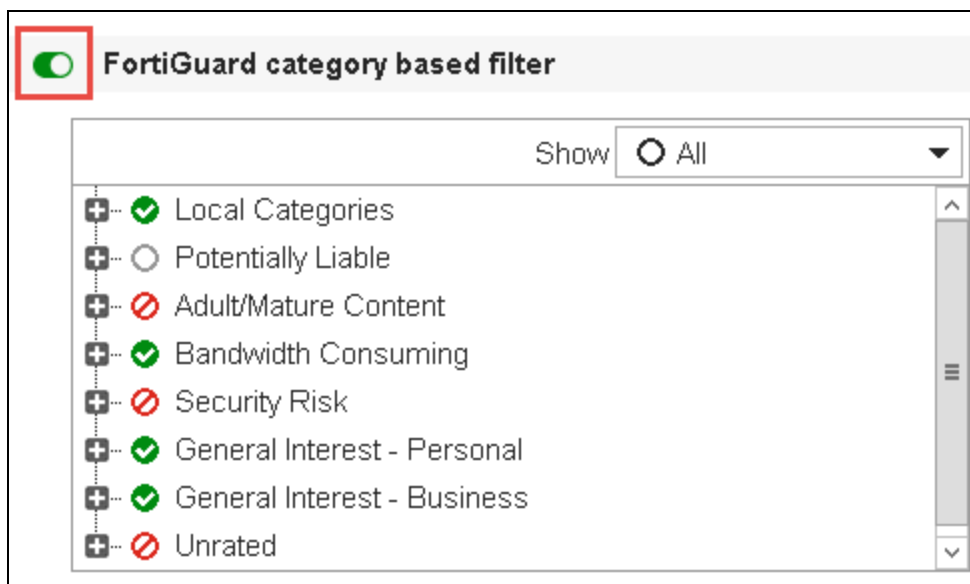 FortiGuard category based filter
Show All
Local Categories
Potentially Liable
Adult/Mature Content
Bandwidth Consuming
Security Risk
General Interest - Personal
General Interest - Business
Unrated